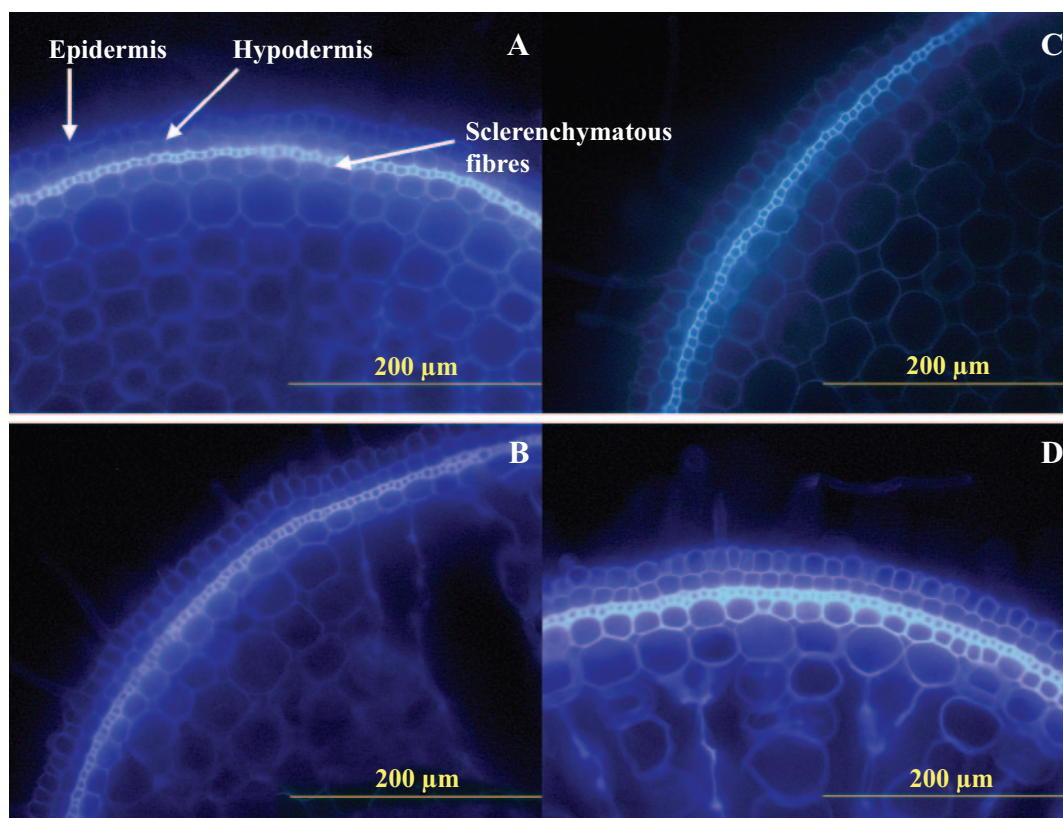 A
Epidermis
Hypodermis
Sclerenchymatous
fibres
200 µm
C
200 µm
B
200 µm
D
200 µm